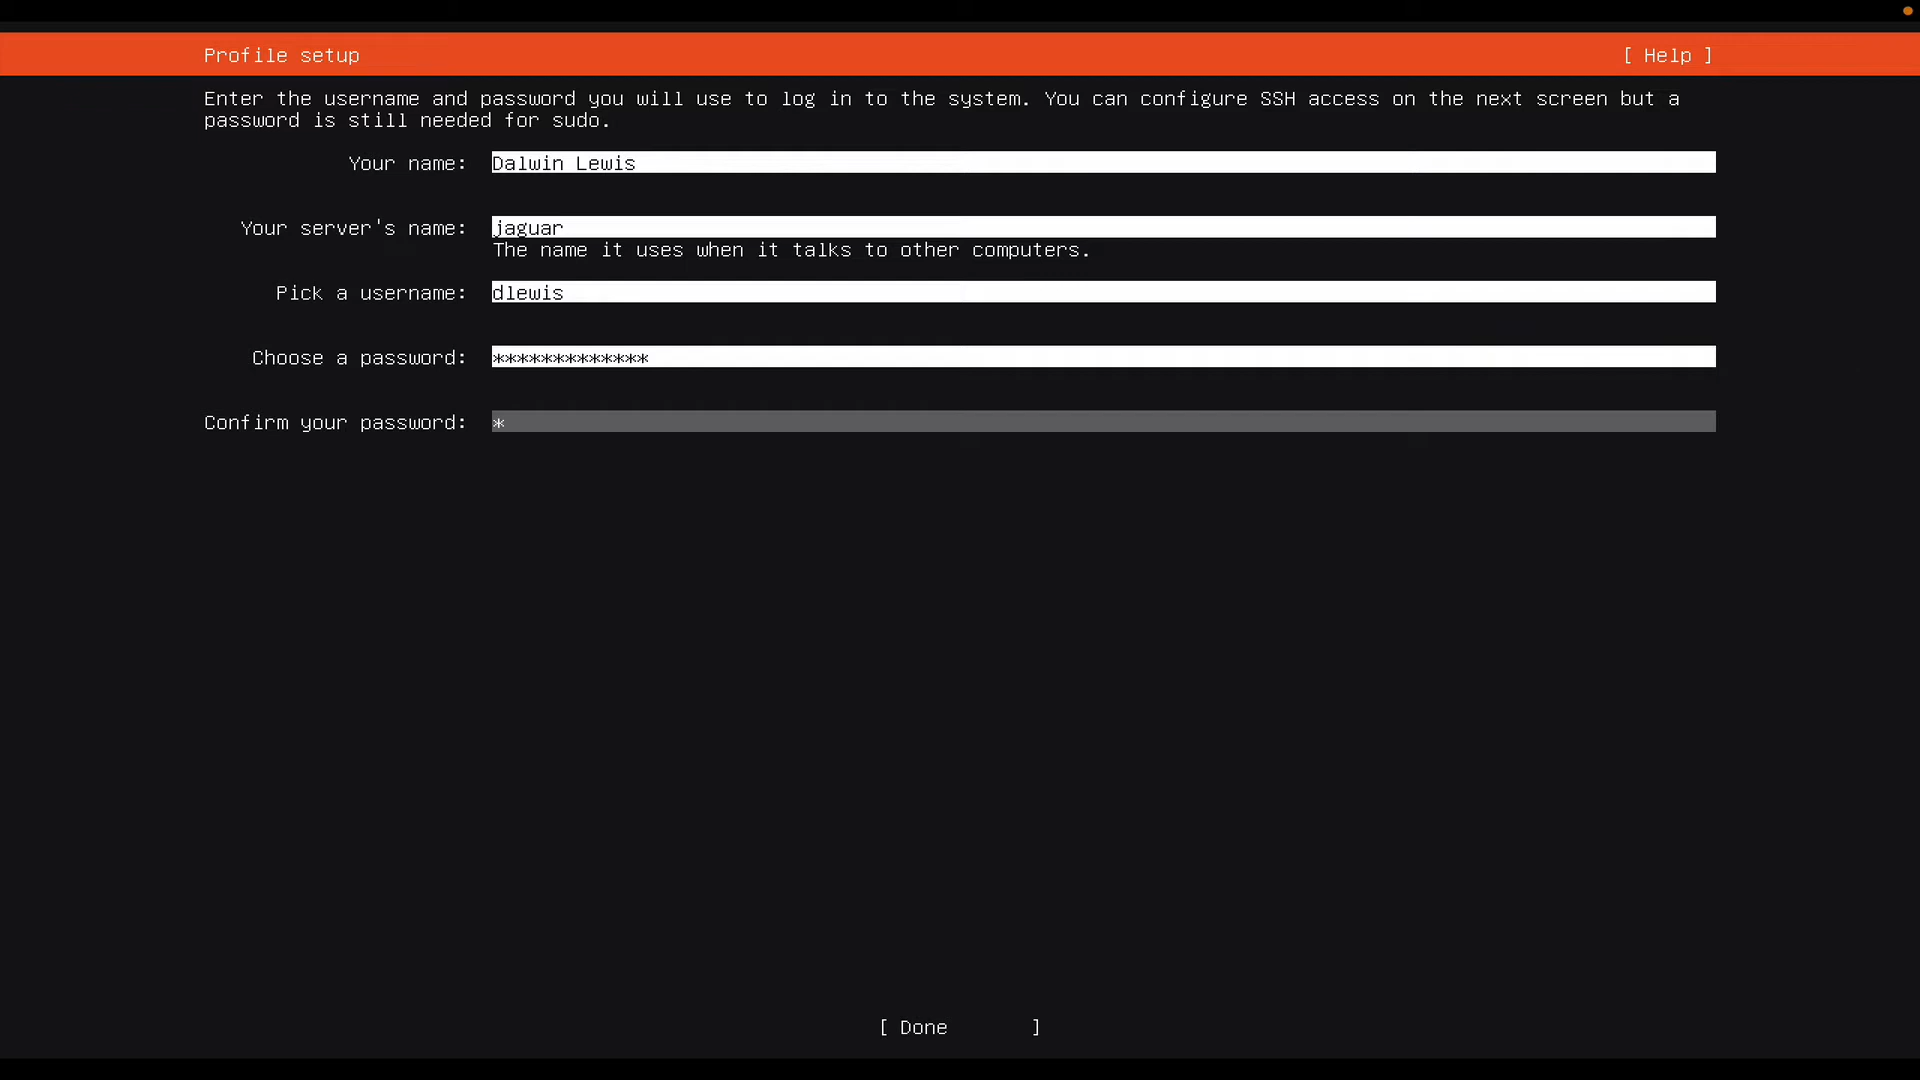 Profile setup [ Help ]
Enter the username and password you will use to log in to the system. You can configure SSH access on the next screen but a
password is still needed for sudo.
Your name: Dalwin Lewis
Your server's name: jaguar
The name it uses when it talks to other computers.
Pick a username: dlewis
Choose a password: *************
Confirm your password: *
[ Done ]